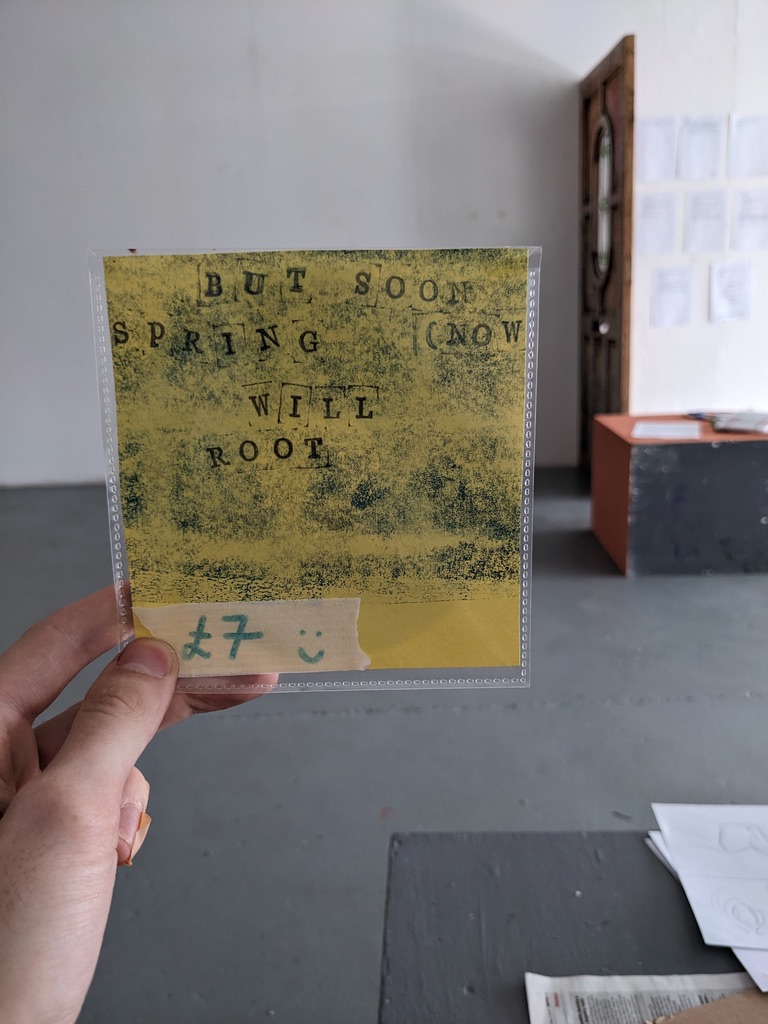 BUT SOON
SPRING (NOW
WILL
ROOT
£7 :)